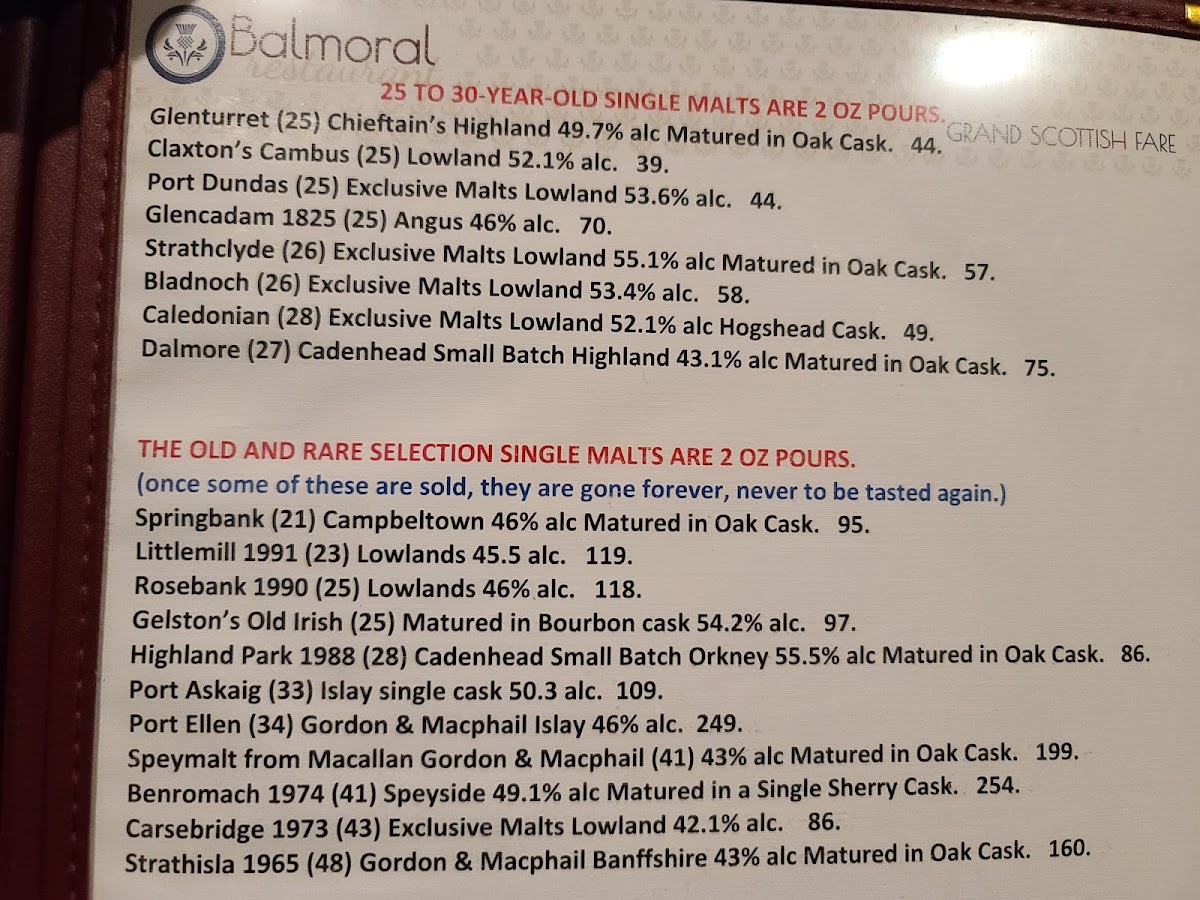 Balmoral
restaurant
25 TO 30-YEAR-OLD SINGLE MALTS ARE 2 OZ POURS.
GRAND SCOTTISH FARE
Glenturret (25) Chieftain's Highland 49.7% alc Matured in Oak Cask. 44.
Claxton's Cambus (25) Lowland 52.1% alc. 39.
Port Dundas (25) Exclusive Malts Lowland 53.6% alc. 44.
Glencadam 1825 (25) Angus 46% alc. 70.
Strathclyde (26) Exclusive Malts Lowland 55.1% alc Matured in Oak Cask. 57.
Bladnoch (26) Exclusive Malts Lowland 53.4% alc. 58.
Caledonian (28) Exclusive Malts Lowland 52.1% alc Hogshead Cask. 49.
Dalmore (27) Cadenhead Small Batch Highland 43.1% alc Matured in Oak Cask. 75.
THE OLD AND RARE SELECTION SINGLE MALTS ARE 2 OZ POURS.
(once some of these are sold, they are gone forever, never to be tasted again.)
Springbank (21) Campbeltown 46% alc Matured in Oak Cask. 95.
Littlemill 1991 (23) Lowlands 45.5 alc. 119.
Rosebank 1990 (25) Lowlands 46% alc. 118.
Gelston's Old Irish (25) Matured in Bourbon cask 54.2% alc. 97.
Highland Park 1988 (28) Cadenhead Small Batch Orkney 55.5% alc Matured in Oak Cask. 86.
Port Askaig (33) Islay single cask 50.3 alc. 109.
Port Ellen (34) Gordon & Macphail Islay 46% alc. 249.
Speymalt from Macallan Gordon & Macphail (41) 43% alc Matured in Oak Cask. 199.
Benromach 1974 (41) Speyside 49.1% alc Matured in a Single Sherry Cask. 254.
Carsebridge 1973 (43) Exclusive Malts Lowland 42.1% alc. 86.
Strathisla 1965 (48) Gordon & Macphail Banffshire 43% alc Matured in Oak Cask. 160.